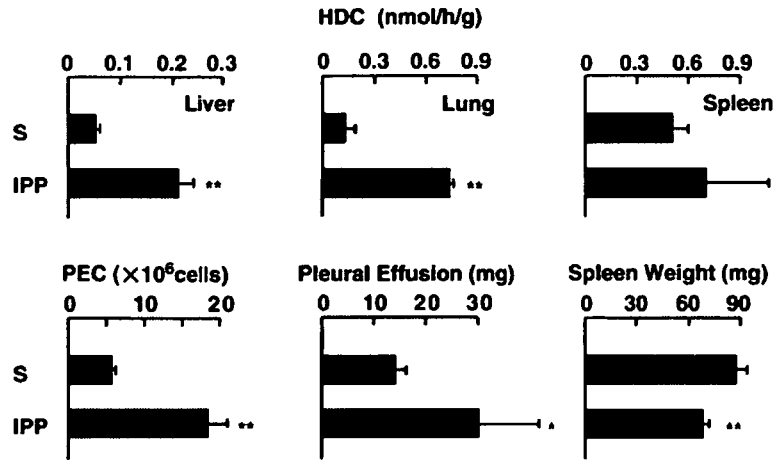 HDC (nmol/h/g)
0 0.1 0.2 0.3
0 0.3 0.6 0.9
0 0.3 0.6 0.9
Liver
Lung
Spleen
S
IPP
**
**
PEC (×10⁶cells)
Pleural Effusion (mg)
Spleen Weight (mg)
0 10 20
0 10 20 30
0 30 60 90
S
IPP
**
*
**